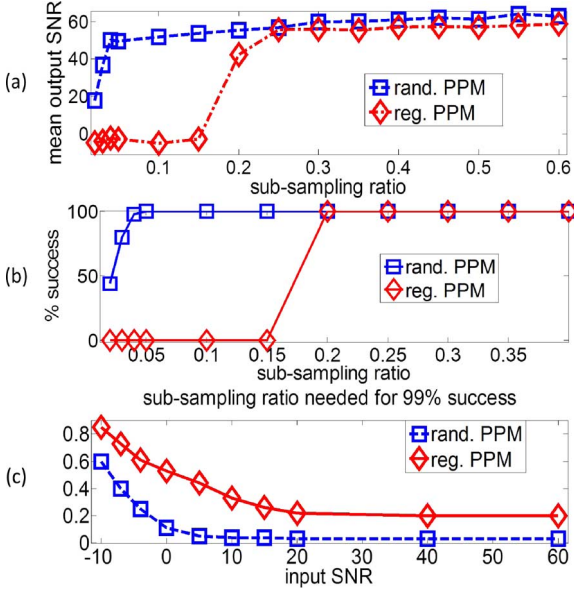 (a)
mean output SNR
60
40
20
0
rand. PPM
reg. PPM
0.1 0.2 0.3 0.4 0.5 0.6
sub-sampling ratio
(b)
% success
100
50
0
rand. PPM
reg. PPM
0.05 0.1 0.15 0.2 0.25 0.3 0.35
sub-sampling ratio
sub-sampling ratio needed for 99% success
(c)
0.8
0.6
0.4
0.2
0
rand. PPM
reg. PPM
-10 0 10 20 30 40 50 60
input SNR